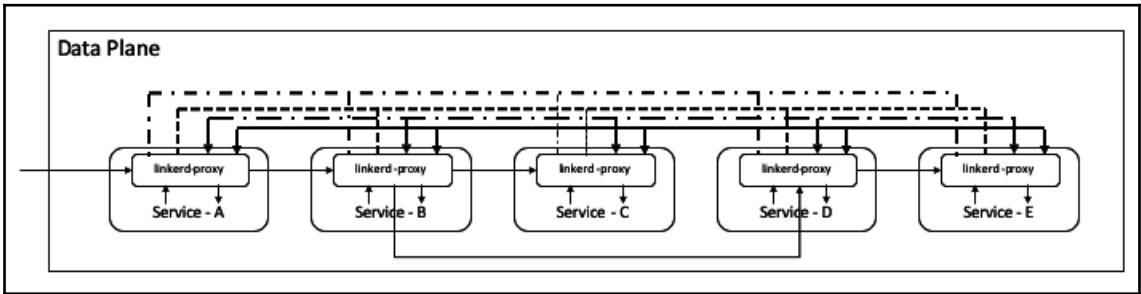 Data Plane
linkerd-proxy
linkerd-proxy
linkerd-proxy
linkerd-proxy
linkerd-proxy
Service - A
Service - B
Service - C
Service - D
Service - E